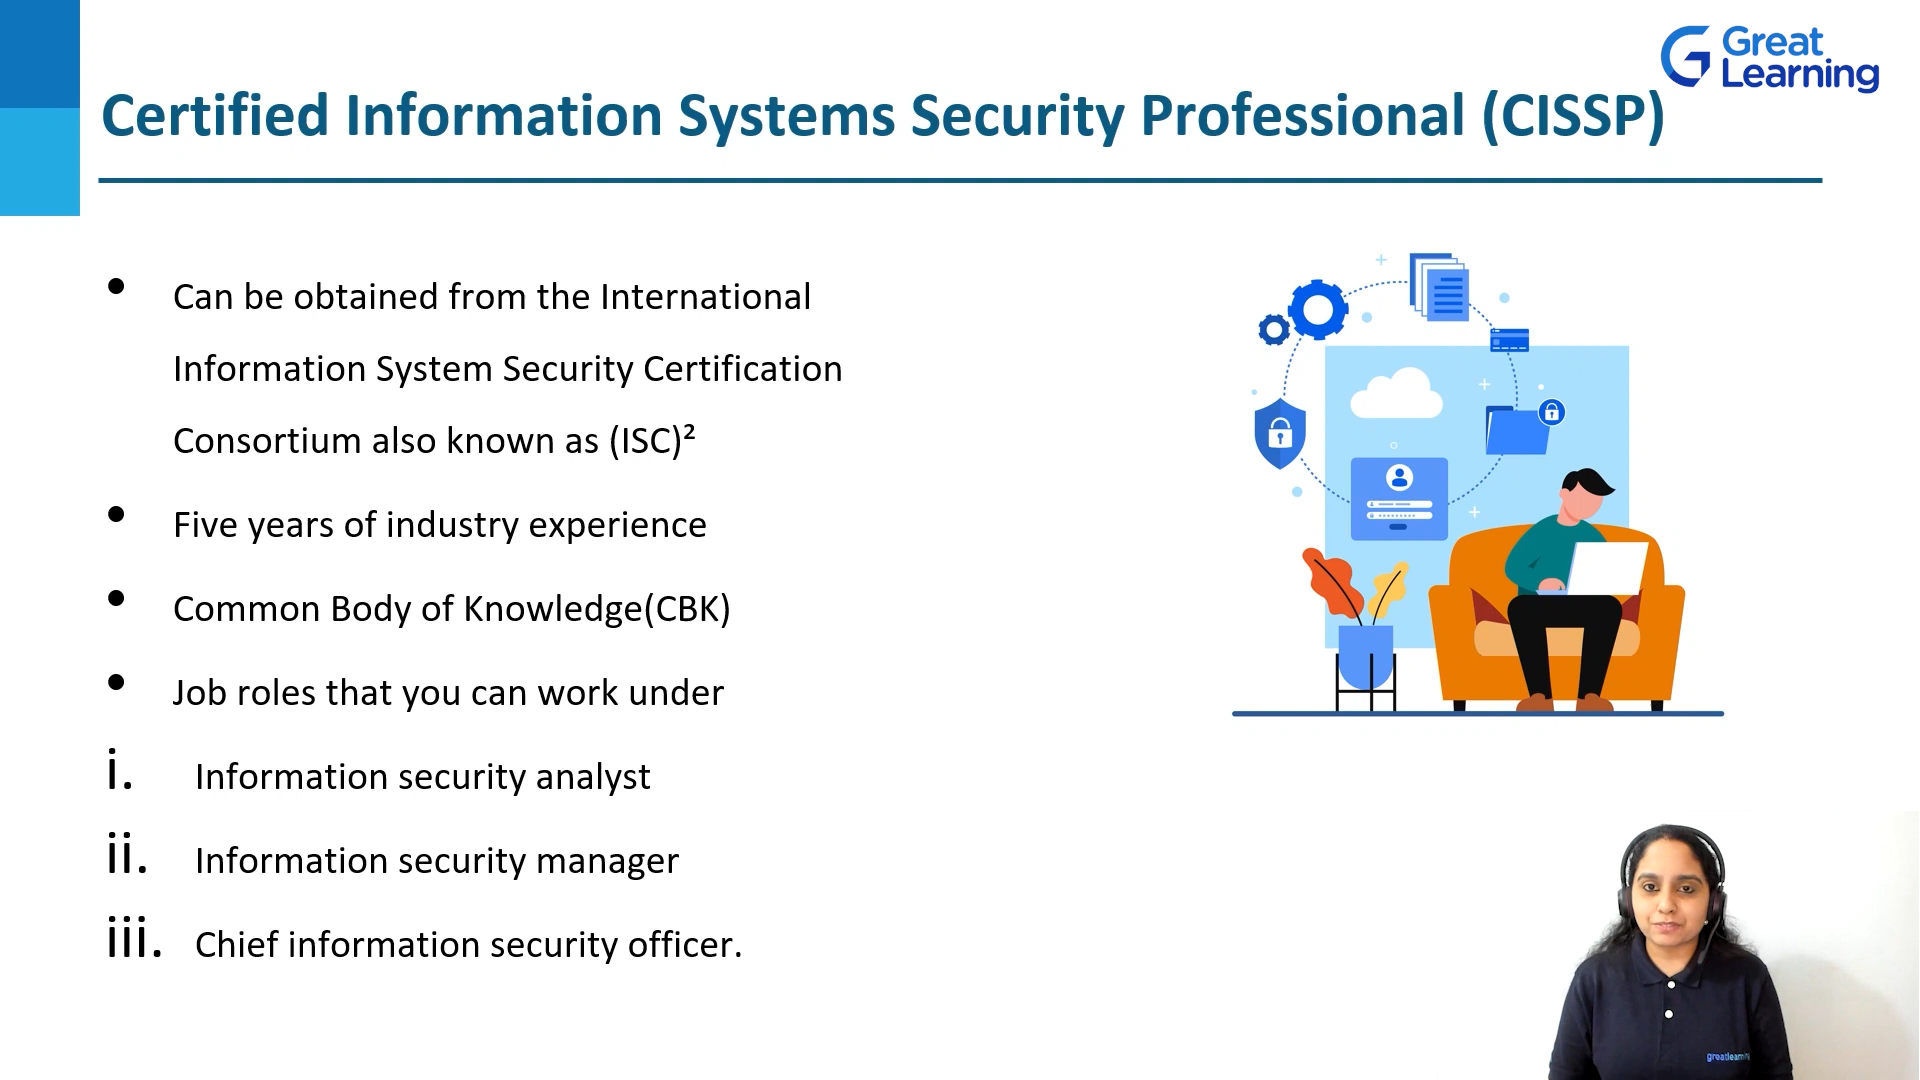 Great
Learning
Certified Information Systems Security Professional (CISSP)
• Can be obtained from the International
Information System Security Certification
Consortium also known as (ISC)²
• Five years of industry experience
• Common Body of Knowledge(CBK)
• Job roles that you can work under
i. Information security analyst
ii. Information security manager
iii. Chief information security officer.